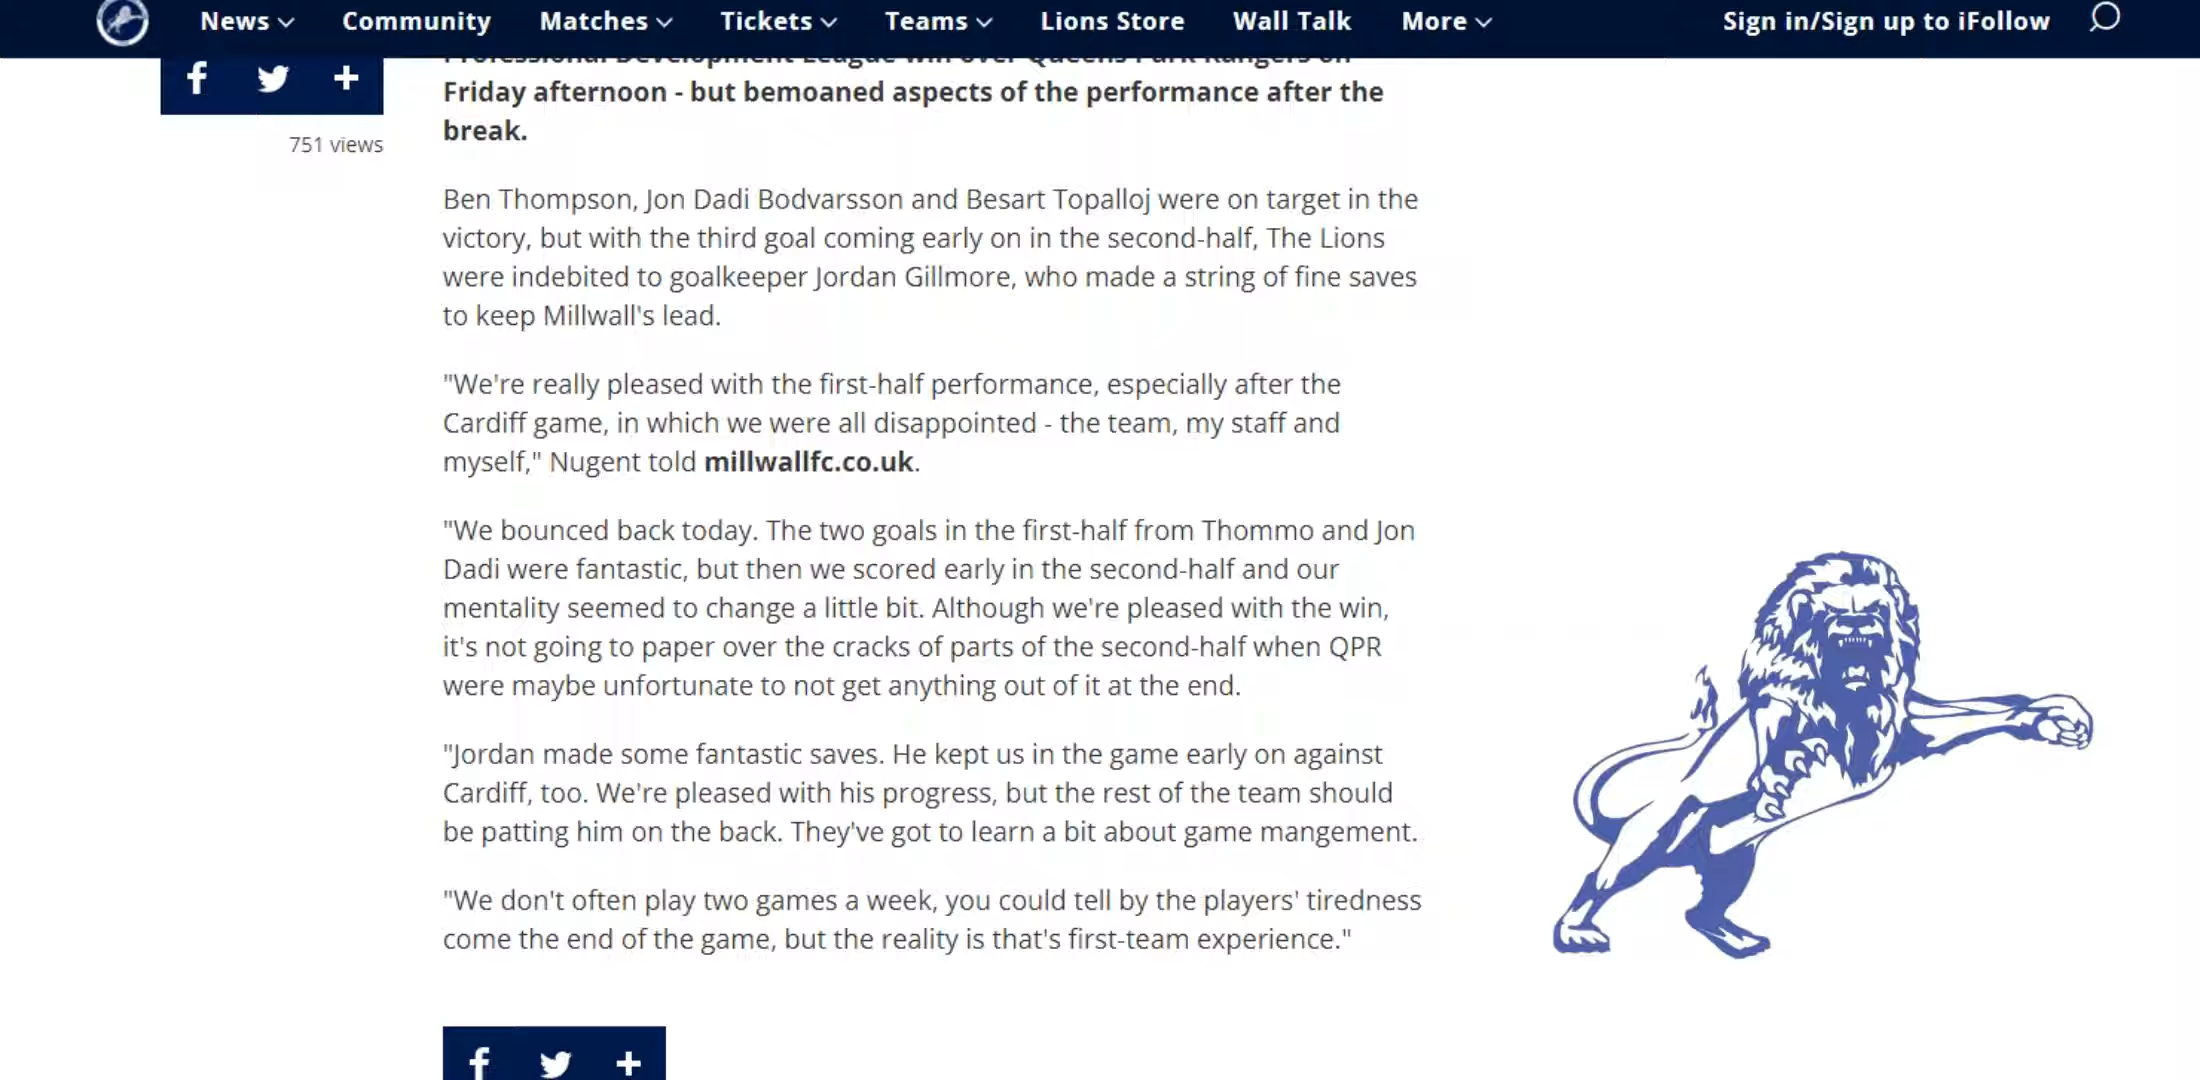 News Community Matches Tickets Teams Lions Store Wall Talk More Sign in/Sign up to iFollow
Professional Development League win over Queens Park Rangers on
Friday afternoon - but bemoaned aspects of the performance after the
break.
751 views
Ben Thompson, Jon Dadi Bodvarsson and Besart Topalloj were on target in the
victory, but with the third goal coming early on in the second-half, The Lions
were indebited to goalkeeper Jordan Gillmore, who made a string of fine saves
to keep Millwall's lead.
"We're really pleased with the first-half performance, especially after the
Cardiff game, in which we were all disappointed - the team, my staff and
myself," Nugent told millwallfc.co.uk.
"We bounced back today. The two goals in the first-half from Thommo and Jon
Dadi were fantastic, but then we scored early in the second-half and our
mentality seemed to change a little bit. Although we're pleased with the win,
it's not going to paper over the cracks of parts of the second-half when QPR
were maybe unfortunate to not get anything out of it at the end.
"Jordan made some fantastic saves. He kept us in the game early on against
Cardiff, too. We're pleased with his progress, but the rest of the team should
be patting him on the back. They've got to learn a bit about game mangement.
"We don't often play two games a week, you could tell by the players' tiredness
come the end of the game, but the reality is that's first-team experience."